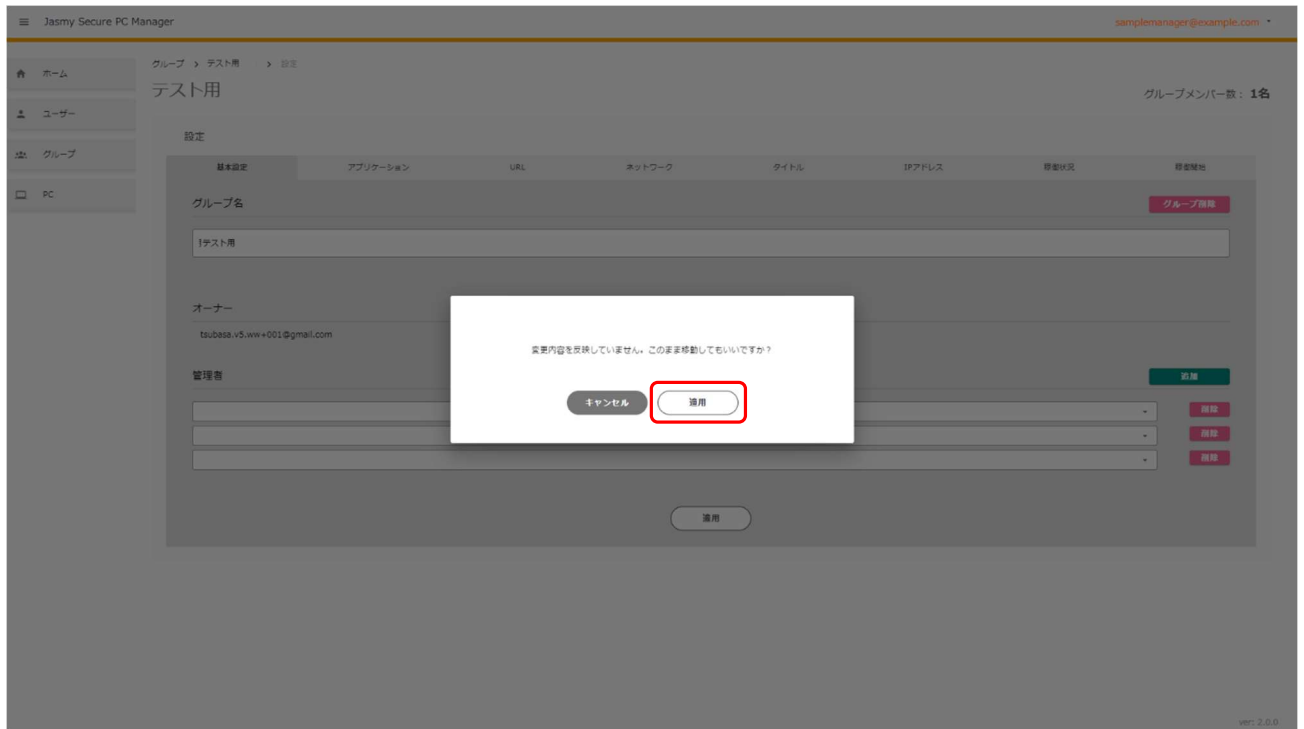 Jasmy Secure PC Manager
samplemanager@example.com
ホーム
ユーザー
グループ
PC
グループ > テスト用 > 設定
テスト用
グループメンバー数： 1名
設定
基本設定 アプリケーション URL ネットワーク タイトル IPアドレス 稼働状況 稼働開始
グループ名
グループ削除
!テスト用
オーナー
tsubasa.v5.ww+001@gmail.com
変更内容を反映していません。このまま移動してもいいですか？
管理者
追加
キャンセル 適用
削除
削除
削除
適用
ver: 2.0.0